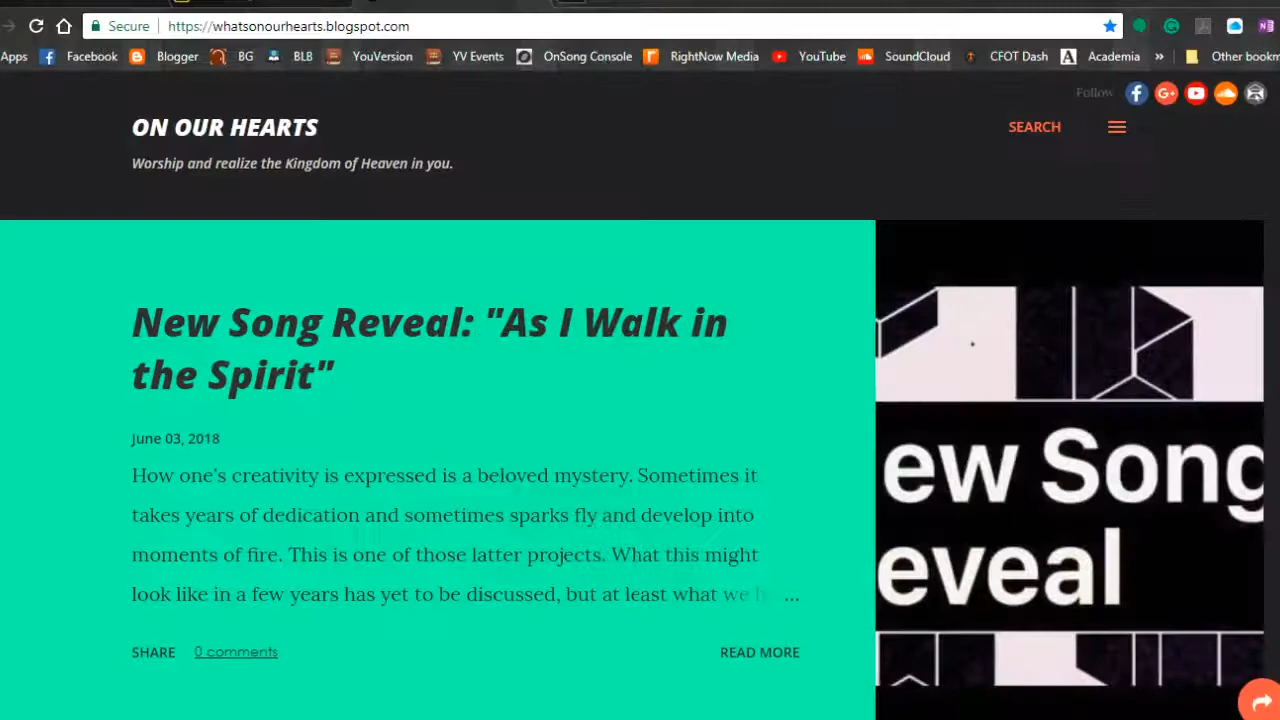 Secure https://whatsonourhearts.blogspot.com
Apps Facebook Blogger BG BLB YouVersion YV Events OnSong Console RightNow Media YouTube SoundCloud CFOT Dash A Academia » Other bookm
Follow
ON OUR HEARTS
SEARCH
Worship and realize the Kingdom of Heaven in you.
New Song Reveal: "As I Walk in
the Spirit"
June 03, 2018
How one's creativity is expressed is a beloved mystery. Sometimes it
takes years of dedication and sometimes sparks fly and develop into
moments of fire. This is one of those latter projects. What this might
look like in a few years has yet to be discussed, but at least what we h ...
SHARE 0 comments READ MORE
ew Song
eveal